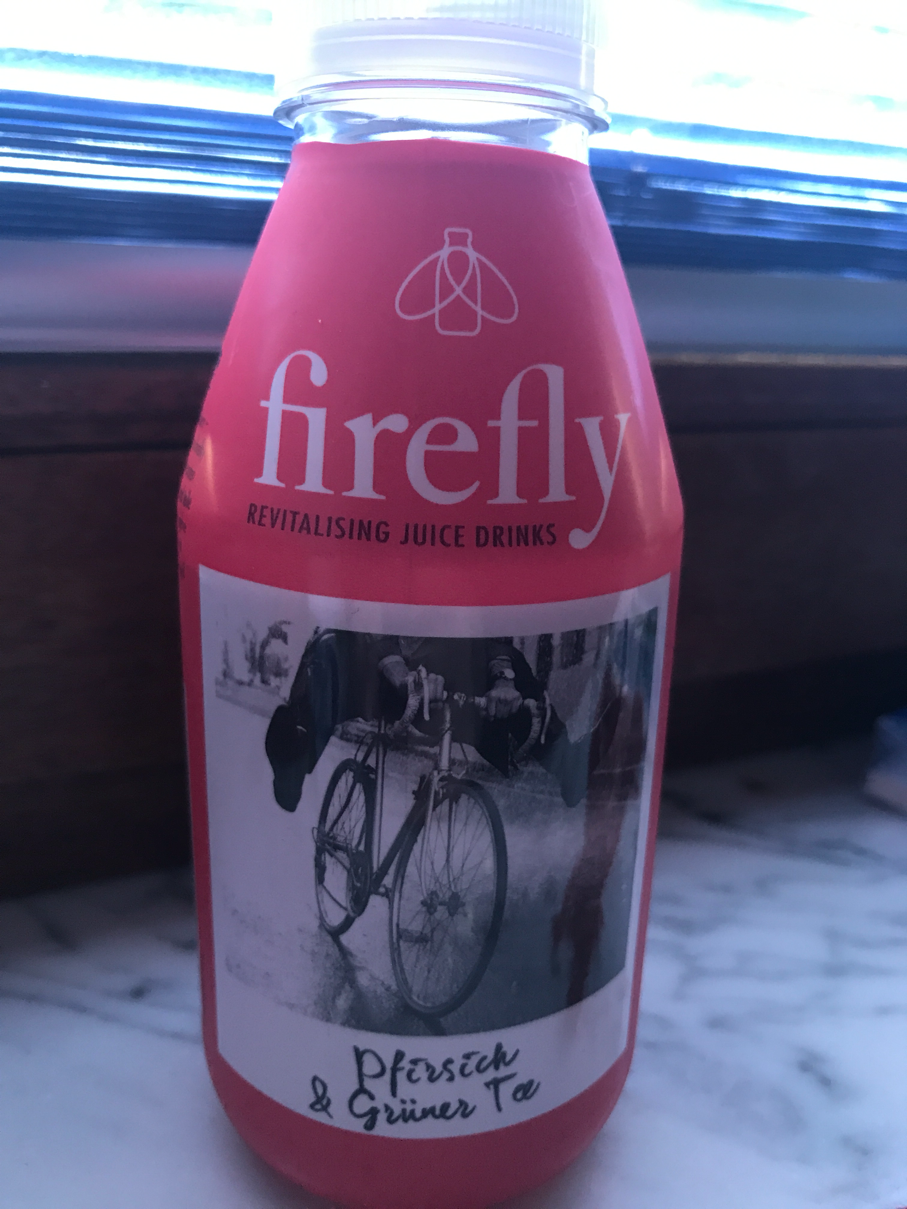 firefly
REVITALISING JUICE DRINKS
Pfirsich
& Grüner Tee